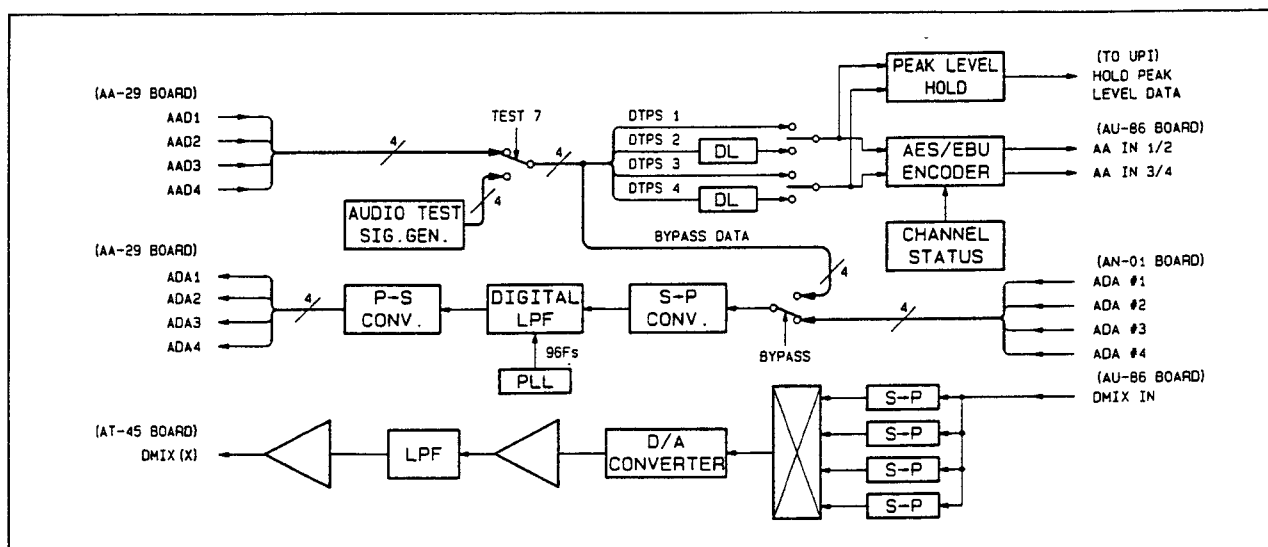 (AA-29 BOARD)
AAD1
AAD2
AAD3
AAD4
TEST 7
4
4
4
AUDIO TEST
SIG.GEN.
DTPS 1
DTPS 2
DTPS 3
DTPS 4
DL
DL
PEAK LEVEL
HOLD
(TO UPI)
HOLD PEAK
LEVEL DATA
AES/EBU
ENCODER
(AU-86 BOARD)
AA IN 1/2
AA IN 3/4
CHANNEL
STATUS
BYPASS DATA
4
(AA-29 BOARD)
ADA1
ADA2
ADA3
ADA4
4
P-S
CONV.
DIGITAL
LPF
96Fs
PLL
S-P
CONV.
BYPASS
4
(AN-01 BOARD)
ADA #1
ADA #2
ADA #3
ADA #4
(AU-86 BOARD)
DMIX IN
S-P
S-P
S-P
S-P
D/A
CONVERTER
LPF
(AT-45 BOARD)
DMIX(X)